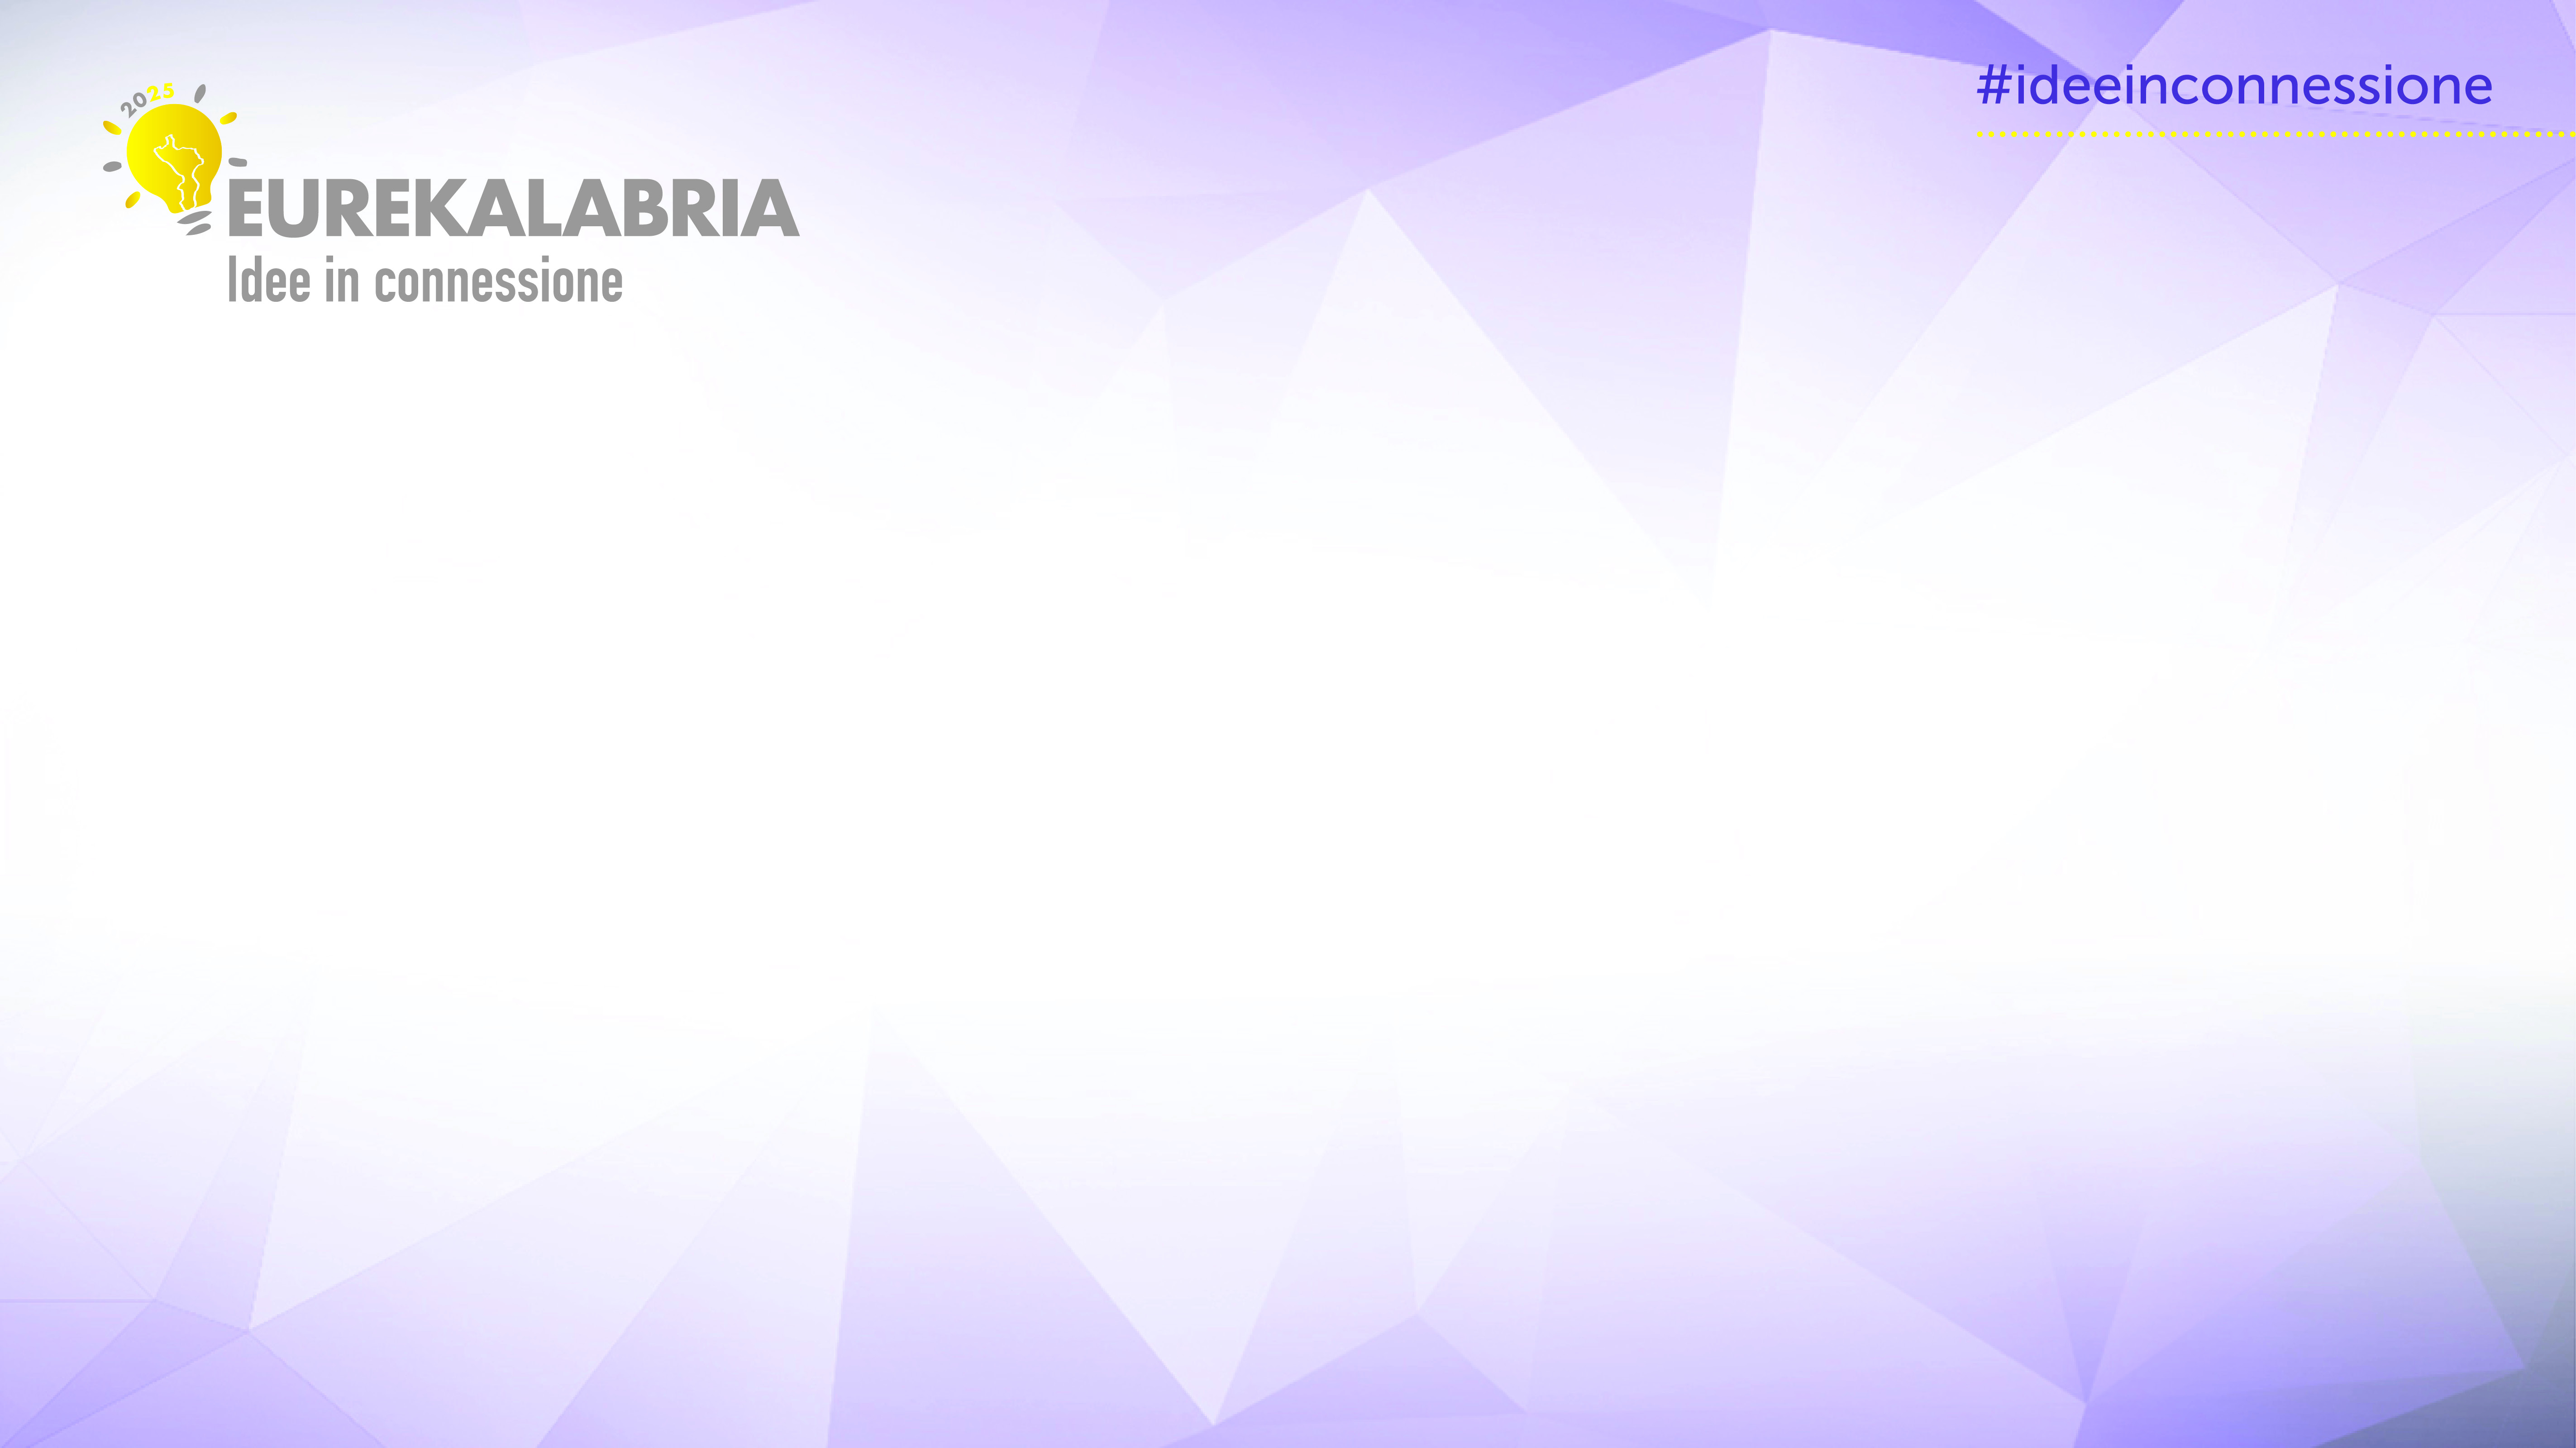 #ideeinconnessione
2025
EUREKALABRIA
Idee in connessione